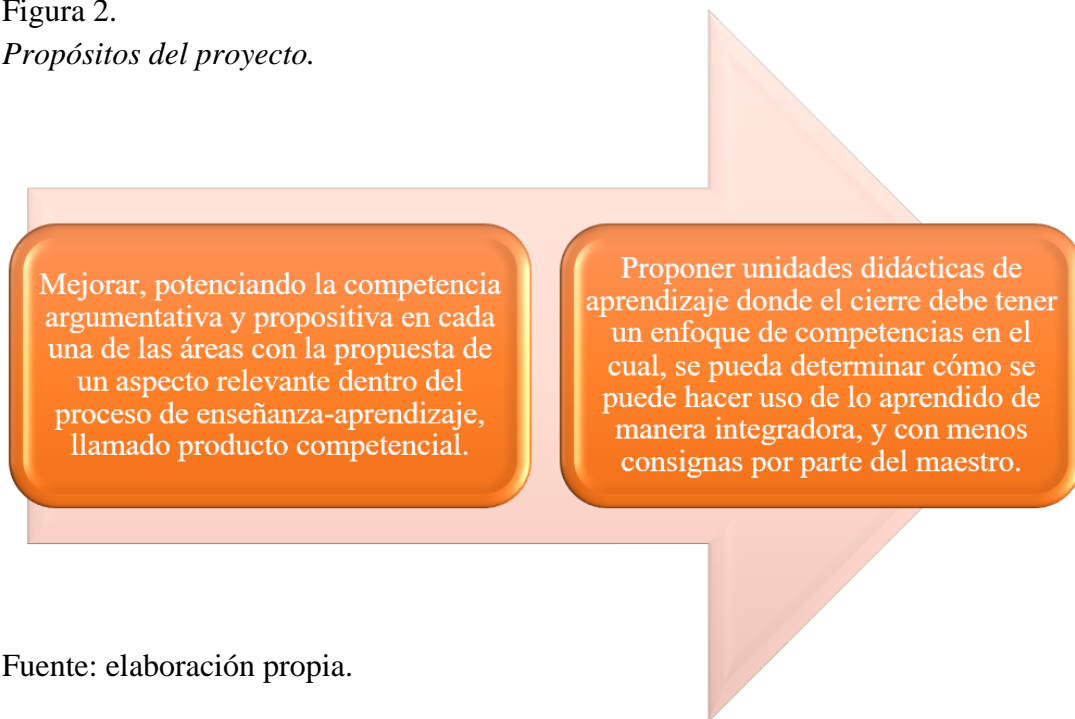 Figura 2.
Propósitos del proyecto.
Mejorar, potenciando la competencia
argumentativa y propositiva en cada
una de las áreas con la propuesta de
un aspecto relevante dentro del
proceso de enseñanza-aprendizaje,
llamado producto competencial.
Proponer unidades didácticas de
aprendizaje donde el cierre debe tener
un enfoque de competencias en el
cual, se pueda determinar cómo se
puede hacer uso de lo aprendido de
manera integradora, y con menos
consignas por parte del maestro.
Fuente: elaboración propia.